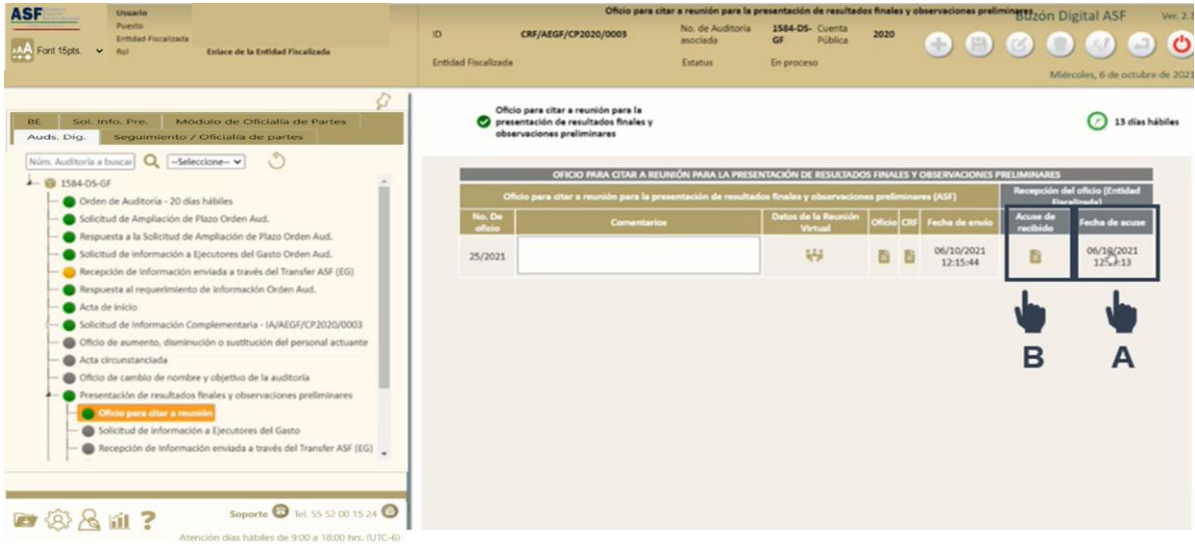 ASF
Font 15pts.
Usuario
Puesto
Entidad Fiscalizada
Rol Enlace de la Entidad Fiscalizada
Oficio para citar a reunión para la presentación de resultados finales y observaciones preliminares
ID CRF/AEGF/CP2020/0003
No. de Auditoría asociada 1584-DS-GF
Cuenta Pública 2020
Entidad Fiscalizada
Estatus En proceso
Buzón Digital ASF
Ver. 2.
Miércoles, 6 de octubre de 2021
BE Sol. Info. Pre. Módulo de Oficialía de Partes
Auds. Dig. Seguimiento / Oficialía de partes
Núm. Auditoría a buscar --Seleccione--
1584-DS-GF
Orden de Auditoría - 20 días hábiles
Solicitud de Ampliación de Plazo Orden Aud.
Respuesta a la Solicitud de Ampliación de Plazo Orden Aud.
Solicitud de información a Ejecutores del Gasto Orden Aud.
Recepción de Información enviada a través del Transfer ASF (EG)
Respuesta al requerimiento de información Orden Aud.
Acta de inicio
Solicitud de Información Complementaria - IA/AEGF/CP2020/0003
Oficio de aumento, disminución o sustitución del personal actuante
Acta circunstanciada
Oficio de cambio de nombre y objetivo de la auditoría
Presentación de resultados finales y observaciones preliminares
Oficio para citar a reunión
Solicitud de información a Ejecutores del Gasto
Recepción de Información enviada a través del Transfer ASF (EG)
Soporte Tel. 55 52 00 15 24
Atención días hábiles de 9:00 a 18:00 hrs. (UTC-6)
Oficio para citar a reunión para la
presentación de resultados finales y
observaciones preliminares
13 días hábiles
OFICIO PARA CITAR A REUNIÓN PARA LA PRESENTACIÓN DE RESULTADOS FINALES Y OBSERVACIONES PRELIMINARES
Oficio para citar a reunión para la presentación de resultados finales y observaciones preliminares (ASF)
Recepción del oficio (Entidad
Fiscalizada)
No. De
oficio
Comentarios
Datos de la Reunión
Virtual
Oficio
CRF
Fecha de envío
Acuse de
recibido
Fecha de acuse
25/2021
06/10/2021
12:15:44
06/10/2021
B
A